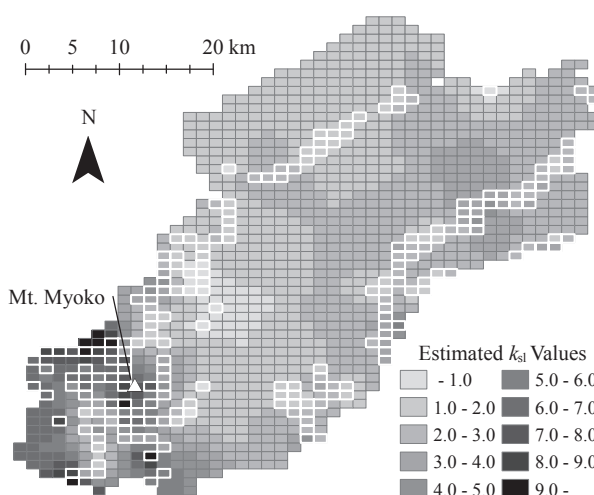 0 5 10 20 km
N
Mt. Myoko
Estimated ksl Values
- 1.0 5.0 - 6.0
1.0 - 2.0 6.0 - 7.0
2.0 - 3.0 7.0 - 8.0
3.0 - 4.0 8.0 - 9.0
4.0 - 5.0 9.0 -